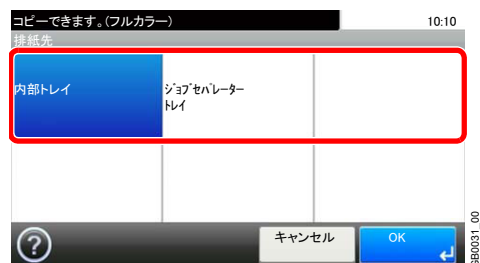 コピーできます。(フルカラー)
10:10
排紙先
内部トレイ
ｼﾞｮﾌﾞｾﾊﾟﾚｰﾀｰ
ﾄﾚｲ
?
キャンセル
OK
GB0031_00